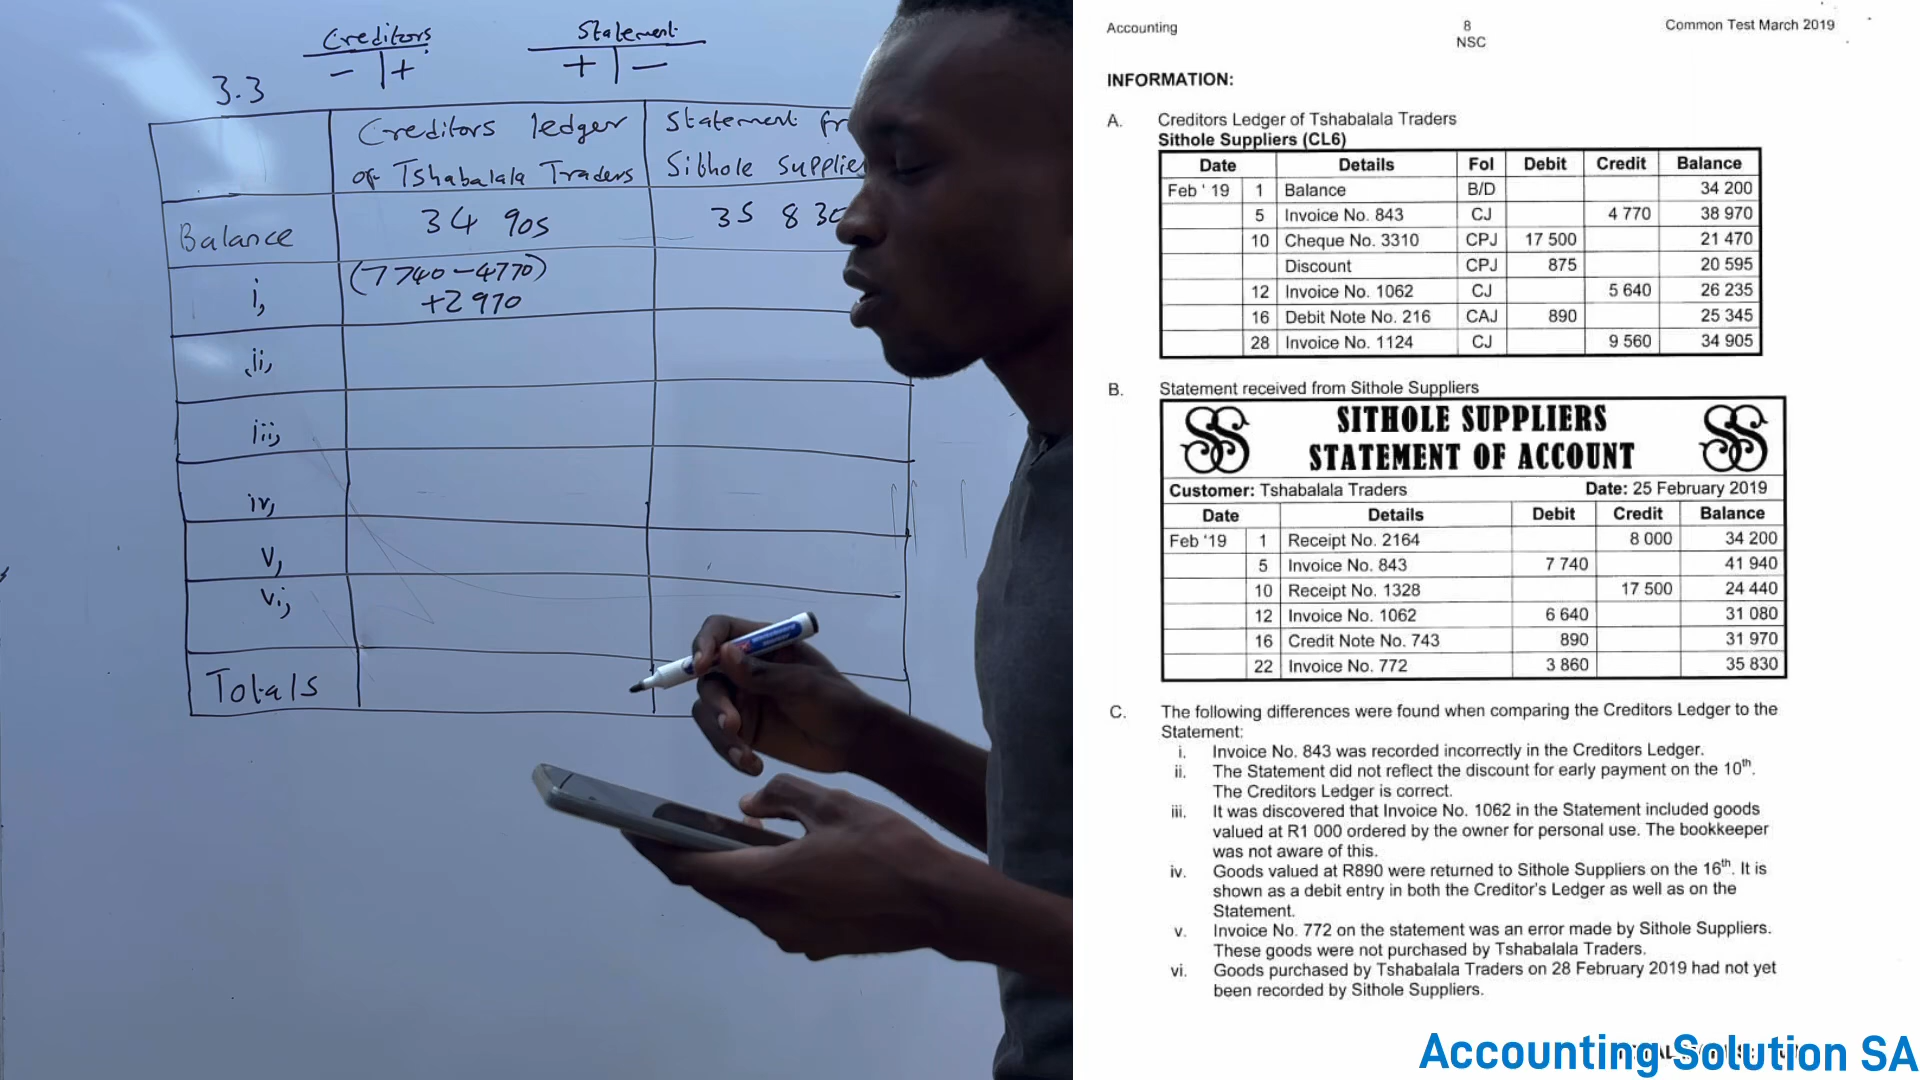 Creditors
- | +
Statement
+ | -
3.3
Creditors ledger of Tshabalala Traders
Statement
Sithole
Balance
34 905
35 830
i,
(7 740 - 4770)
+2 970
ii,
iii,
iv,
v,
vi,
Totals
Accounting
8
NSC
Common Test March 2019
INFORMATION:
A. Creditors Ledger of Tshabalala Traders
Sithole Suppliers (CL6)
Date Details Fol Debit Credit Balance
Feb ' 19 1 Balance B/D 34 200
5 Invoice No. 843 CJ 4 770 38 970
10 Cheque No. 3310 CPJ 17 500 21 470
Discount CPJ 875 20 595
12 Invoice No. 1062 CJ 5 640 26 235
16 Debit Note No. 216 CAJ 890 25 345
28 Invoice No. 1124 CJ 9 560 34 905
B. Statement received from Sithole Suppliers
SITHOLE SUPPLIERS
STATEMENT OF ACCOUNT
Customer: Tshabalala Traders Date: 25 February 2019
Date Details Debit Credit Balance
Feb '19 1 Receipt No. 2164 8 000 34 200
5 Invoice No. 843 7 740 41 940
10 Receipt No. 1328 17 500 24 440
12 Invoice No. 1062 6 640 31 080
16 Credit Note No. 743 890 31 970
22 Invoice No. 772 3 860 35 830
C. The following differences were found when comparing the Creditors Ledger to the
Statement:
i. Invoice No. 843 was recorded incorrectly in the Creditors Ledger.
ii. The Statement did not reflect the discount for early payment on the 10th.
The Creditors Ledger is correct.
iii. It was discovered that Invoice No. 1062 in the Statement included goods
valued at R1 000 ordered by the owner for personal use. The bookkeeper
was not aware of this.
iv. Goods valued at R890 were returned to Sithole Suppliers on the 16th. It is
shown as a debit entry in both the Creditor's Ledger as well as on the
Statement.
v. Invoice No. 772 on the statement was an error made by Sithole Suppliers.
These goods were not purchased by Tshabalala Traders.
vi. Goods purchased by Tshabalala Traders on 28 February 2019 had not yet
been recorded by Sithole Suppliers.
Accounting Solution SA